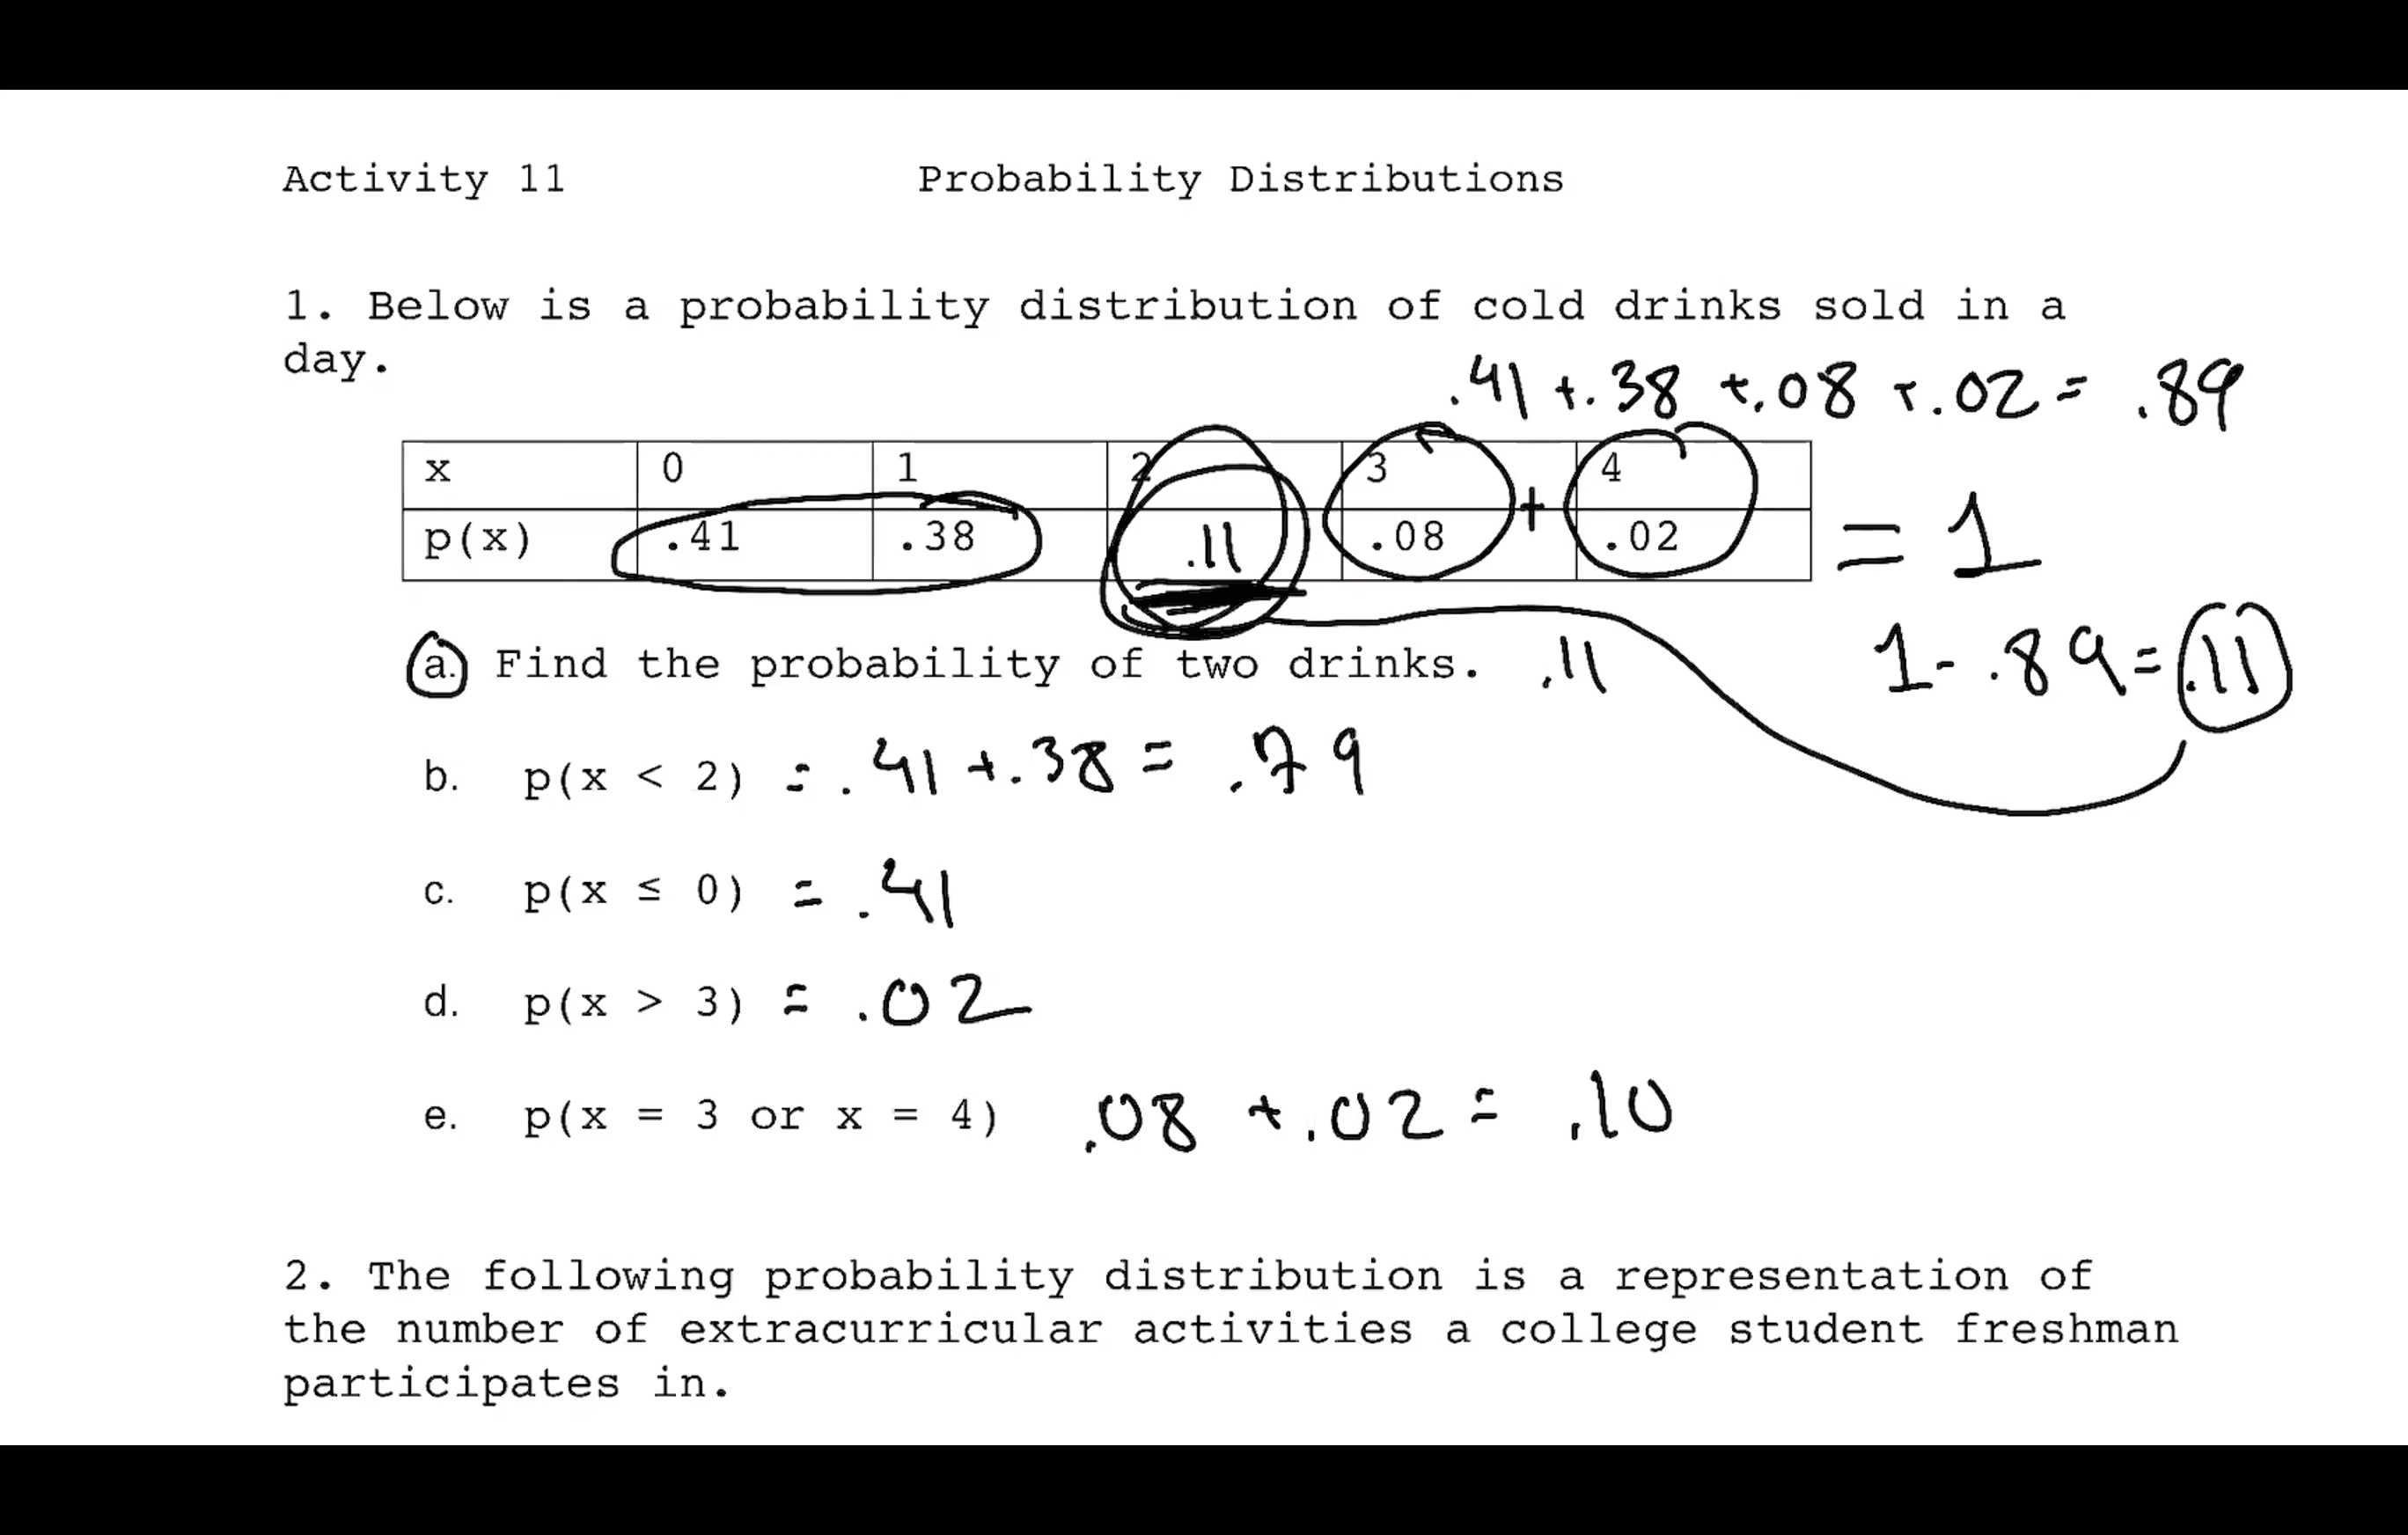 Activity 11 Probability Distributions
1. Below is a probability distribution of cold drinks sold in a
day.
.41 +.38 +.08 +.02 = .89
x 0 1 2 3 4
p(x) .41 .38 .11 .08 + .02 = 1
a. Find the probability of two drinks. .11 1 - .89 = .11
b. p(x < 2) = .41 +.38 = .79
c. p(x ≤ 0) = .41
d. p(x > 3) = .02
e. p(x = 3 or x = 4) .08 +.02 = .10
2. The following probability distribution is a representation of
the number of extracurricular activities a college student freshman
participates in.